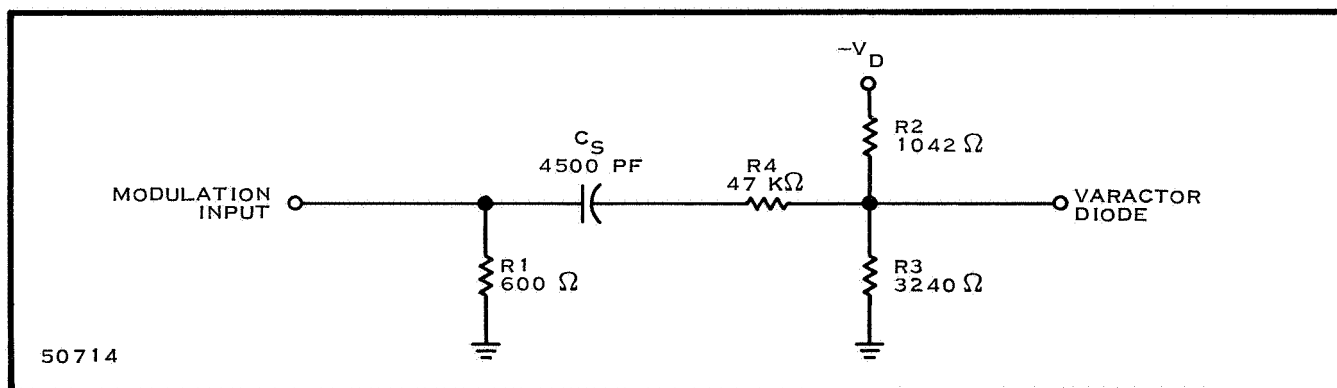 -V_D
R2
1042 Ω
C_S
4500 PF
R4
47 KΩ
MODULATION
INPUT
VARACTOR
DIODE
R1
600 Ω
R3
3240 Ω
50714